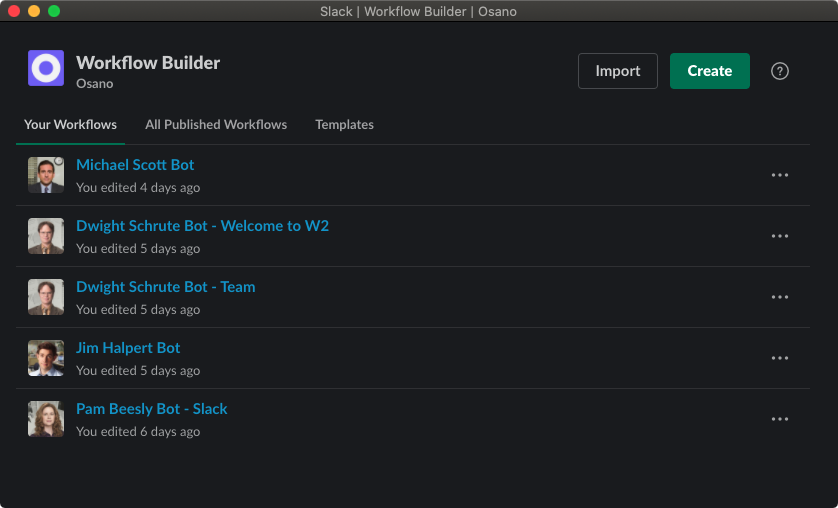 Slack | Workflow Builder | Osano
Workflow Builder
Osano
Import
Create
?
Your Workflows
All Published Workflows
Templates
Michael Scott Bot
You edited 4 days ago
Dwight Schrute Bot - Welcome to W2
You edited 5 days ago
Dwight Schrute Bot - Team
You edited 5 days ago
Jim Halpert Bot
You edited 5 days ago
Pam Beesly Bot - Slack
You edited 6 days ago